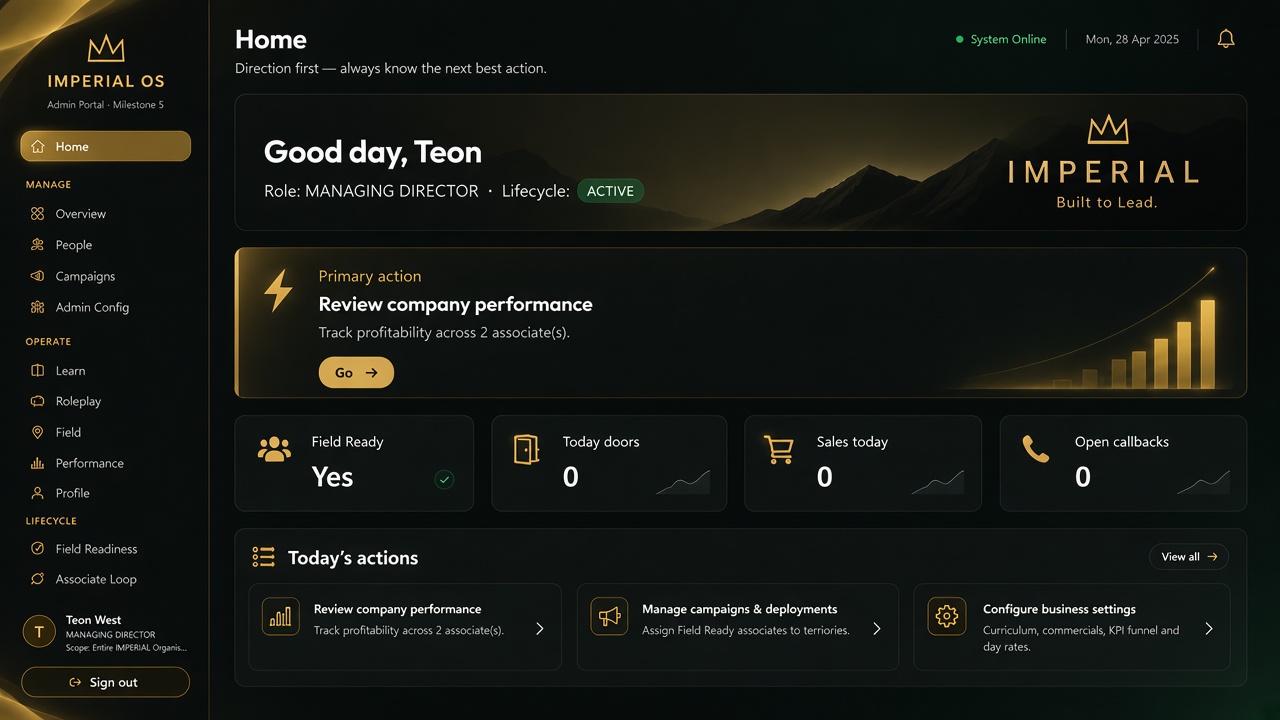 IMPERIAL OS
Admin Portal · Milestone 5
Home
MANAGE
Overview
People
Campaigns
Admin Config
OPERATE
Learn
Roleplay
Field
Performance
Profile
LIFECYCLE
Field Readiness
Associate Loop
T
Teon West
MANAGING DIRECTOR
Scope: Entire IMPERIAL Organis...
Sign out
Home
Direction first — always know the next best action.
System Online
Mon, 28 Apr 2025
Good day, Teon
Role: MANAGING DIRECTOR · Lifecycle: ACTIVE
IMPERIAL
Built to Lead.
Primary action
Review company performance
Track profitability across 2 associate(s).
Go →
Field Ready
Yes
Today doors
0
Sales today
0
Open callbacks
0
Today's actions
View all →
Review company performance
Track profitability across 2 associate(s).
Manage campaigns & deployments
Assign Field Ready associates to terriories.
Configure business settings
Curriculum, commercials, KPI funnel and
day rates.